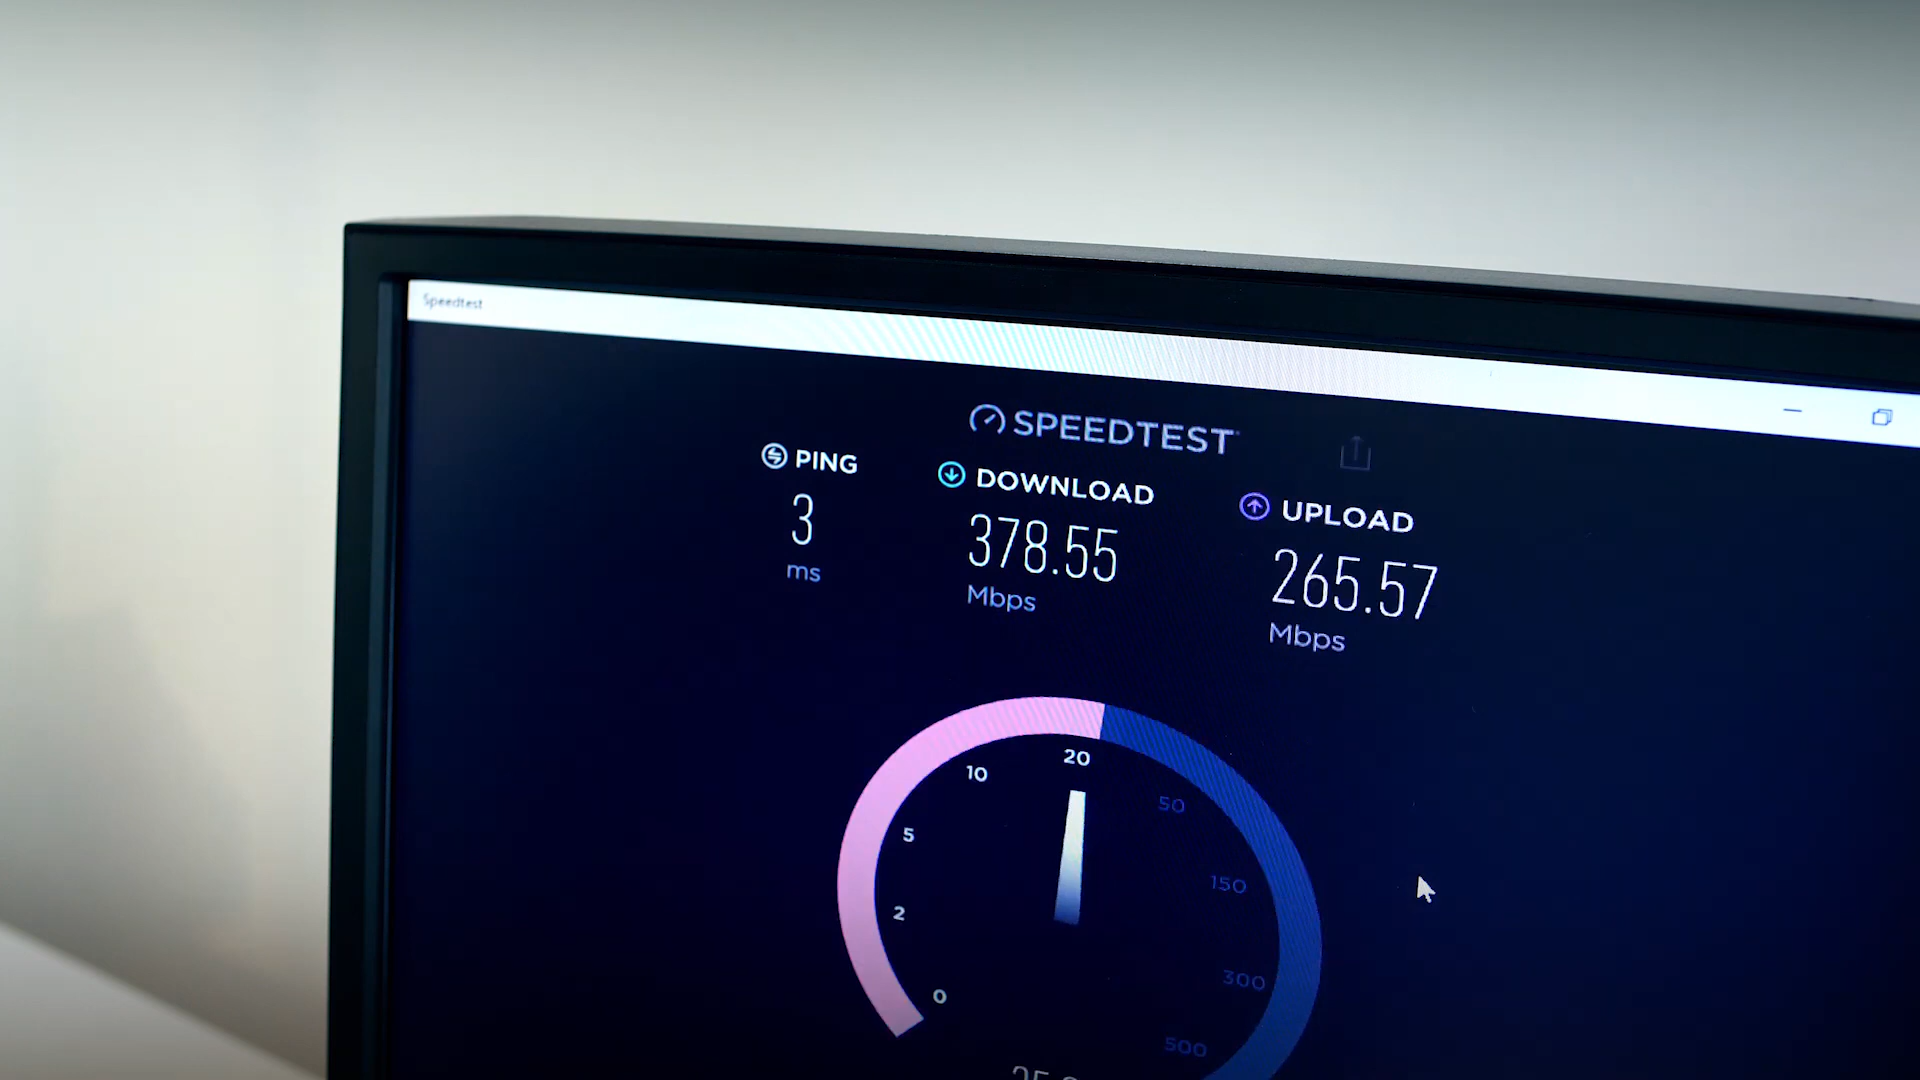 Speedtest
SPEEDTEST
PING
3
ms
DOWNLOAD
378.55
Mbps
UPLOAD
265.57
Mbps
0
2
5
10
20
50
150
300
500